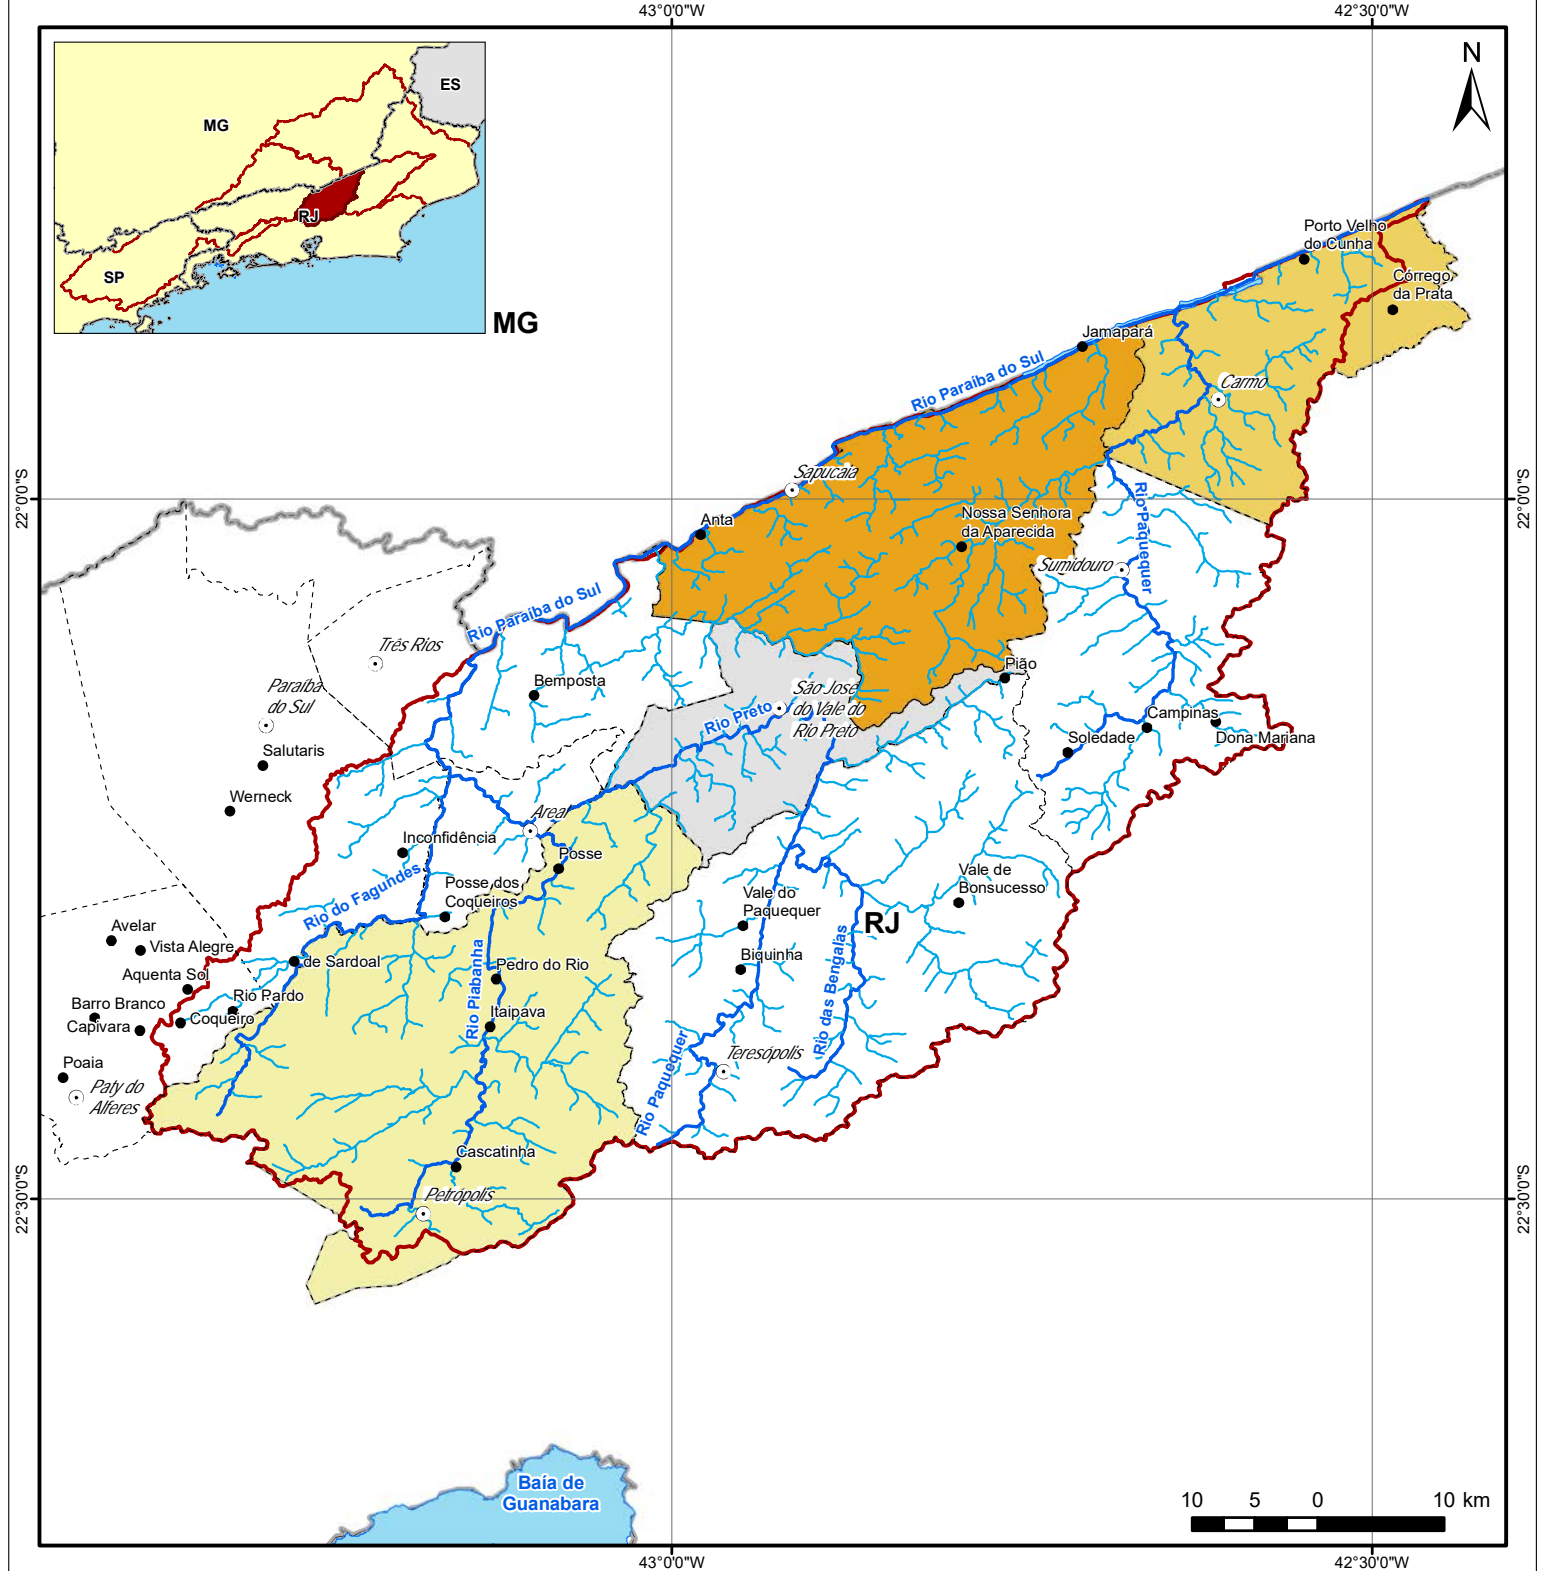 43°0'0"W
42°30'0"W
ES
MG
RJ
SP
N
MG
Porto Velho
do Cunha
Córrego
da Prata
Jamapará
Rio Paraíba do Sul
Carmo
Sapucaia
22°0'0"S
22°0'0"S
Rio Paquequer
Anta
Nossa Senhora
da Aparecida
Sumidouro
Rio Paraíba do Sul
Três Rios
Pião
Paraíba
do Sul
Bemposta
São José
do Vale do
Rio Preto
Rio Preto
Campinas
Soledade
Dona Mariana
Salutaris
Werneck
Areal
Inconfidência
Posse
Rio do Fagundes
Posse dos
Coqueiros
Vale de
Bonsucesso
Vale do
Paquequer
RJ
Avelar
Vista Alegre
Biquinha
de Sardoal
Pedro do Rio
Rio das Bengalas
Rio Piabanha
Aquenta Sol
Rio Pardo
Barro Branco
Coqueiro
Capivara
Itaipava
Teresópolis
Rio Paquequer
Poaia
Paty do
Alferes
Cascatinha
Petrópolis
22°30'0"S
22°30'0"S
Baía de
Guanabara
10 5 0 10 km
43°0'0"W
42°30'0"W